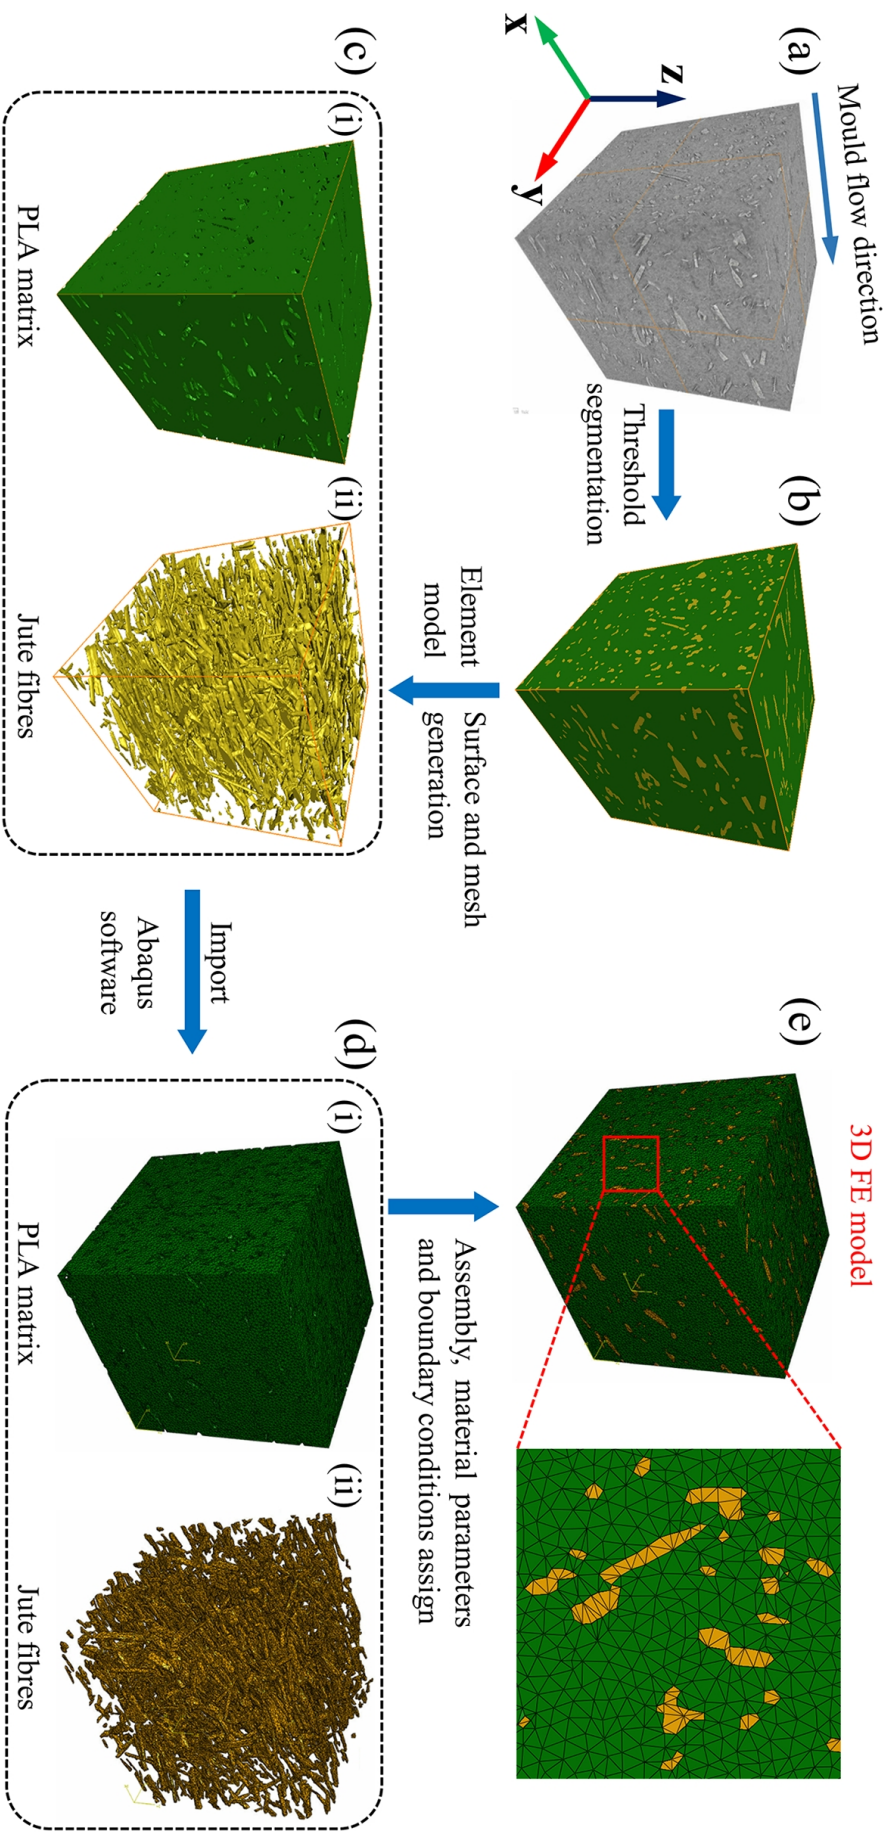 (a)
Mould flow direction
z
x
y
Threshold
segmentation
(b)
Element
model
Surface and mesh
generation
(c)
(i)
PLA matrix
(ii)
Jute fibres
Import
Abaqus
software
(d)
(i)
PLA matrix
(ii)
Jute fibres
Assembly, material parameters
and boundary conditions assign
(e)
3D FE model